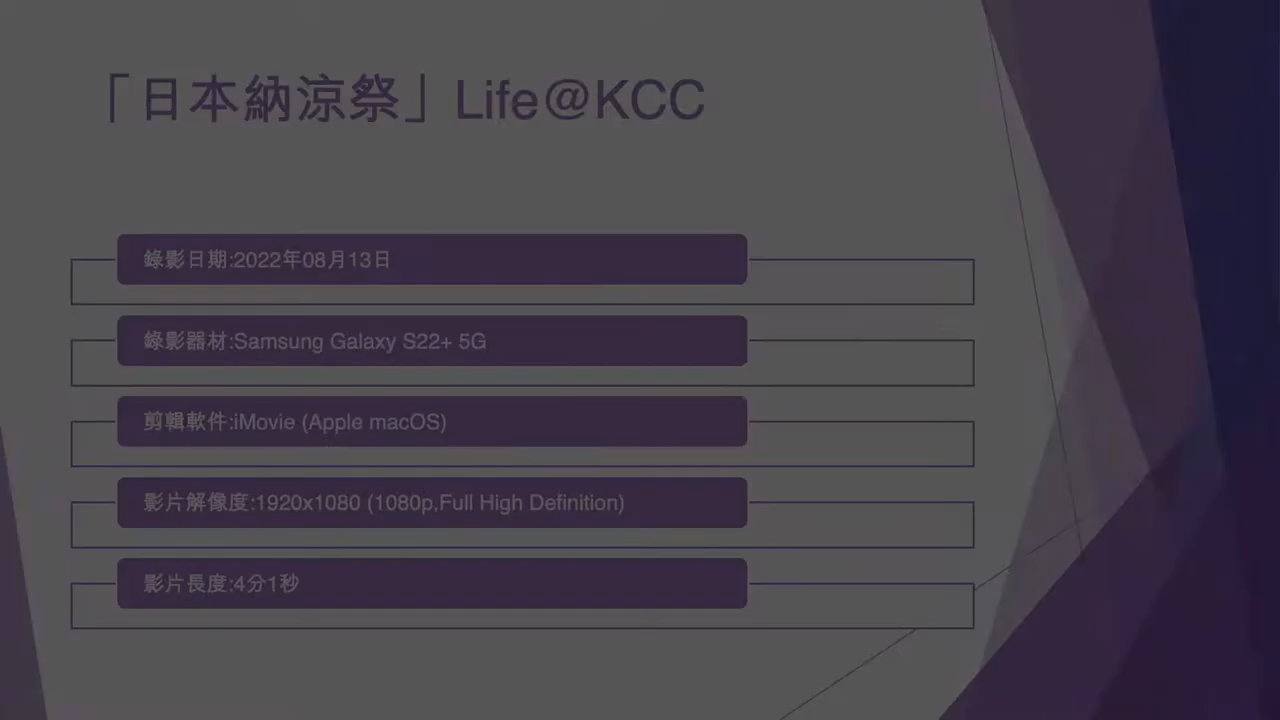 「日本納涼祭」Life@KCC
錄影日期:2022年08月13日
錄影器材:Samsung Galaxy S22+ 5G
剪輯軟件:iMovie (Apple macOS)
影片解像度:1920x1080 (1080p,Full High Definition)
影片長度:4分1秒